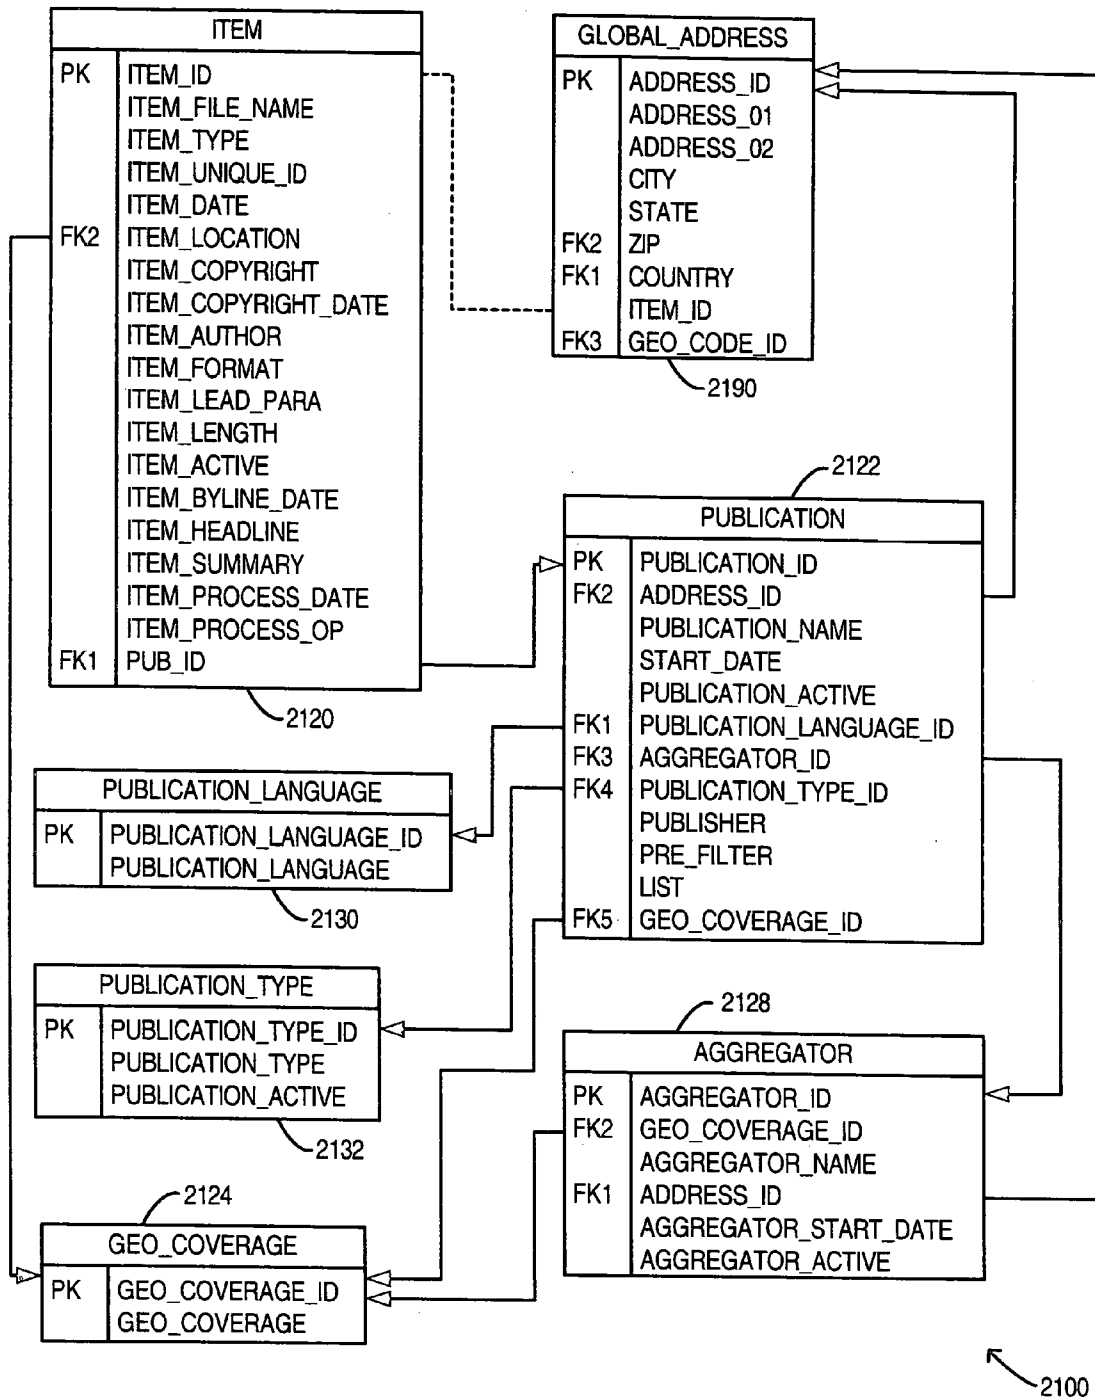 ITEM
PK ITEM_ID
ITEM_FILE_NAME
ITEM_TYPE
ITEM_UNIQUE_ID
ITEM_DATE
FK2 ITEM_LOCATION
ITEM_COPYRIGHT
ITEM_COPYRIGHT_DATE
ITEM_AUTHOR
ITEM_FORMAT
ITEM_LEAD_PARA
ITEM_LENGTH
ITEM_ACTIVE
ITEM_BYLINE_DATE
ITEM_HEADLINE
ITEM_SUMMARY
ITEM_PROCESS_DATE
ITEM_PROCESS_OP
FK1 PUB_ID
2120
GLOBAL_ADDRESS
PK ADDRESS_ID
ADDRESS_01
ADDRESS_02
CITY
STATE
FK2 ZIP
FK1 COUNTRY
ITEM_ID
FK3 GEO_CODE_ID
2190
2122
PUBLICATION
PK PUBLICATION_ID
FK2 ADDRESS_ID
PUBLICATION_NAME
START_DATE
PUBLICATION_ACTIVE
FK1 PUBLICATION_LANGUAGE_ID
FK3 AGGREGATOR_ID
FK4 PUBLICATION_TYPE_ID
PUBLISHER
PRE_FILTER
LIST
FK5 GEO_COVERAGE_ID
PUBLICATION_LANGUAGE
PK PUBLICATION_LANGUAGE_ID
PUBLICATION_LANGUAGE
2130
PUBLICATION_TYPE
PK PUBLICATION_TYPE_ID
PUBLICATION_TYPE
PUBLICATION_ACTIVE
2132
2128
AGGREGATOR
PK AGGREGATOR_ID
FK2 GEO_COVERAGE_ID
AGGREGATOR_NAME
FK1 ADDRESS_ID
AGGREGATOR_START_DATE
AGGREGATOR_ACTIVE
2124
GEO_COVERAGE
PK GEO_COVERAGE_ID
GEO_COVERAGE
2100